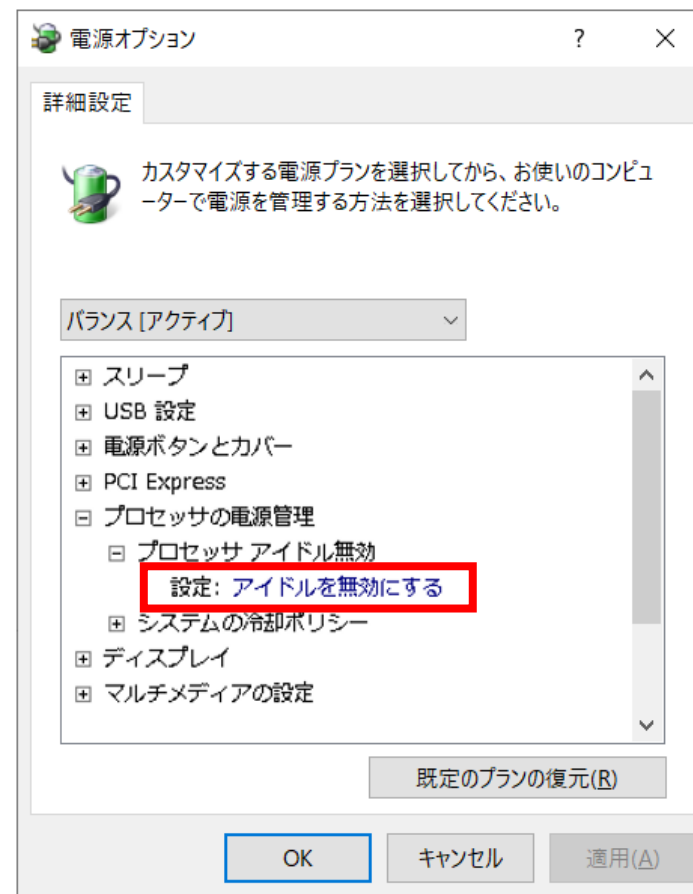 電源オプション
?
詳細設定
カスタマイズする電源プランを選択してから、お使いのコンピュ
ーターで電源を管理する方法を選択してください。
バランス [アクティブ]
スリープ
USB 設定
電源ボタンとカバー
PCI Express
プロセッサの電源管理
プロセッサ アイドル無効
設定: アイドルを無効にする
システムの冷却ポリシー
ディスプレイ
マルチメディアの設定
既定のプランの復元(R)
OK
キャンセル
適用(A)